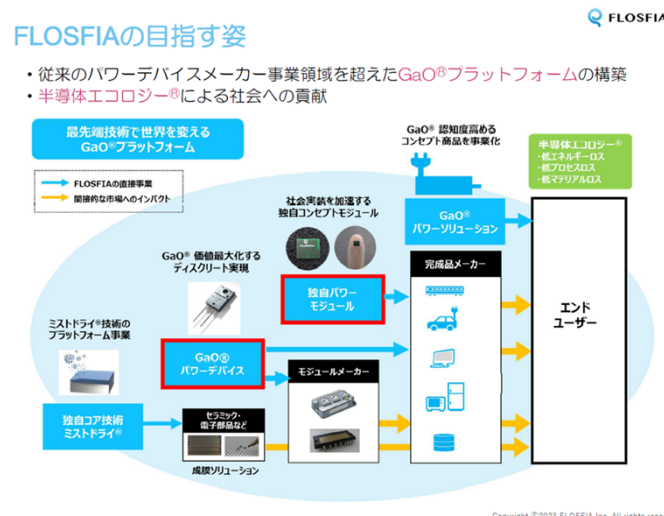 FLOSFIA
FLOSFIAの目指す姿
・従来のパワーデバイスメーカー事業領域を超えたGaO®プラットフォームの構築
・半導体エコロジー®による社会への貢献
最先端技術で世界を変える
GaO®プラットフォーム
FLOSFIAの直接事業
間接的な市場へのインパクト
GaO® 認知度高める
コンセプト商品を事業化
半導体エコロジー®
・低エネルギーロス
・低プロセスロス
・低マテリアルロス
社会実装を加速する
独自コンセプトモジュール
GaO®
パワーソリューション
GaO® 価値最大化する
ディスクリート実現
完成品メーカー
独自パワー
モジュール
エンド
ユーザー
ミストドライ®技術の
プラットフォーム事業
GaO®
パワーデバイス
モジュールメーカー
独自コア技術
ミストドライ®
セラミック・
電子部品など
成膜ソリューション
Copyright ©2023 FLOSFIA Inc. All rights